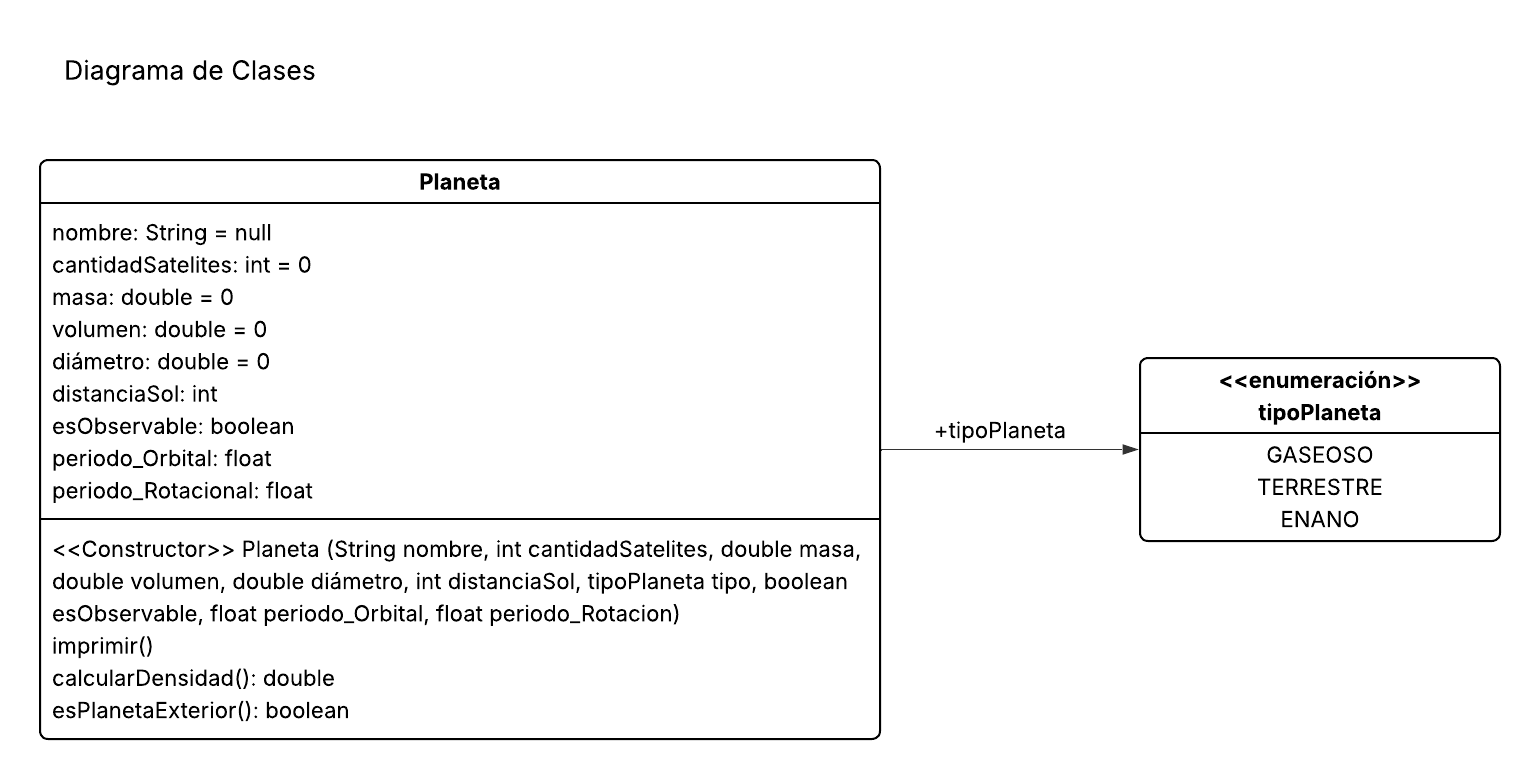 Diagrama de Clases
Planeta
nombre: String = null
cantidadSatelites: int = 0
masa: double = 0
volumen: double = 0
diámetro: double = 0
distanciaSol: int
esObservable: boolean
periodo_Orbital: float
periodo_Rotacional: float
<<Constructor>> Planeta (String nombre, int cantidadSatelites, double masa,
double volumen, double diámetro, int distanciaSol, tipoPlaneta tipo, boolean
esObservable, float periodo_Orbital, float periodo_Rotacion)
imprimir()
calcularDensidad(): double
esPlanetaExterior(): boolean
+tipoPlaneta
<<enumeración>>
tipoPlaneta
GASEOSO
TERRESTRE
ENANO